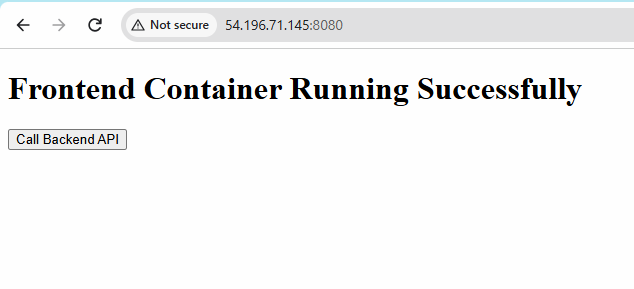 Not secure 54.196.71.145:8080
Frontend Container Running Successfully
Call Backend API